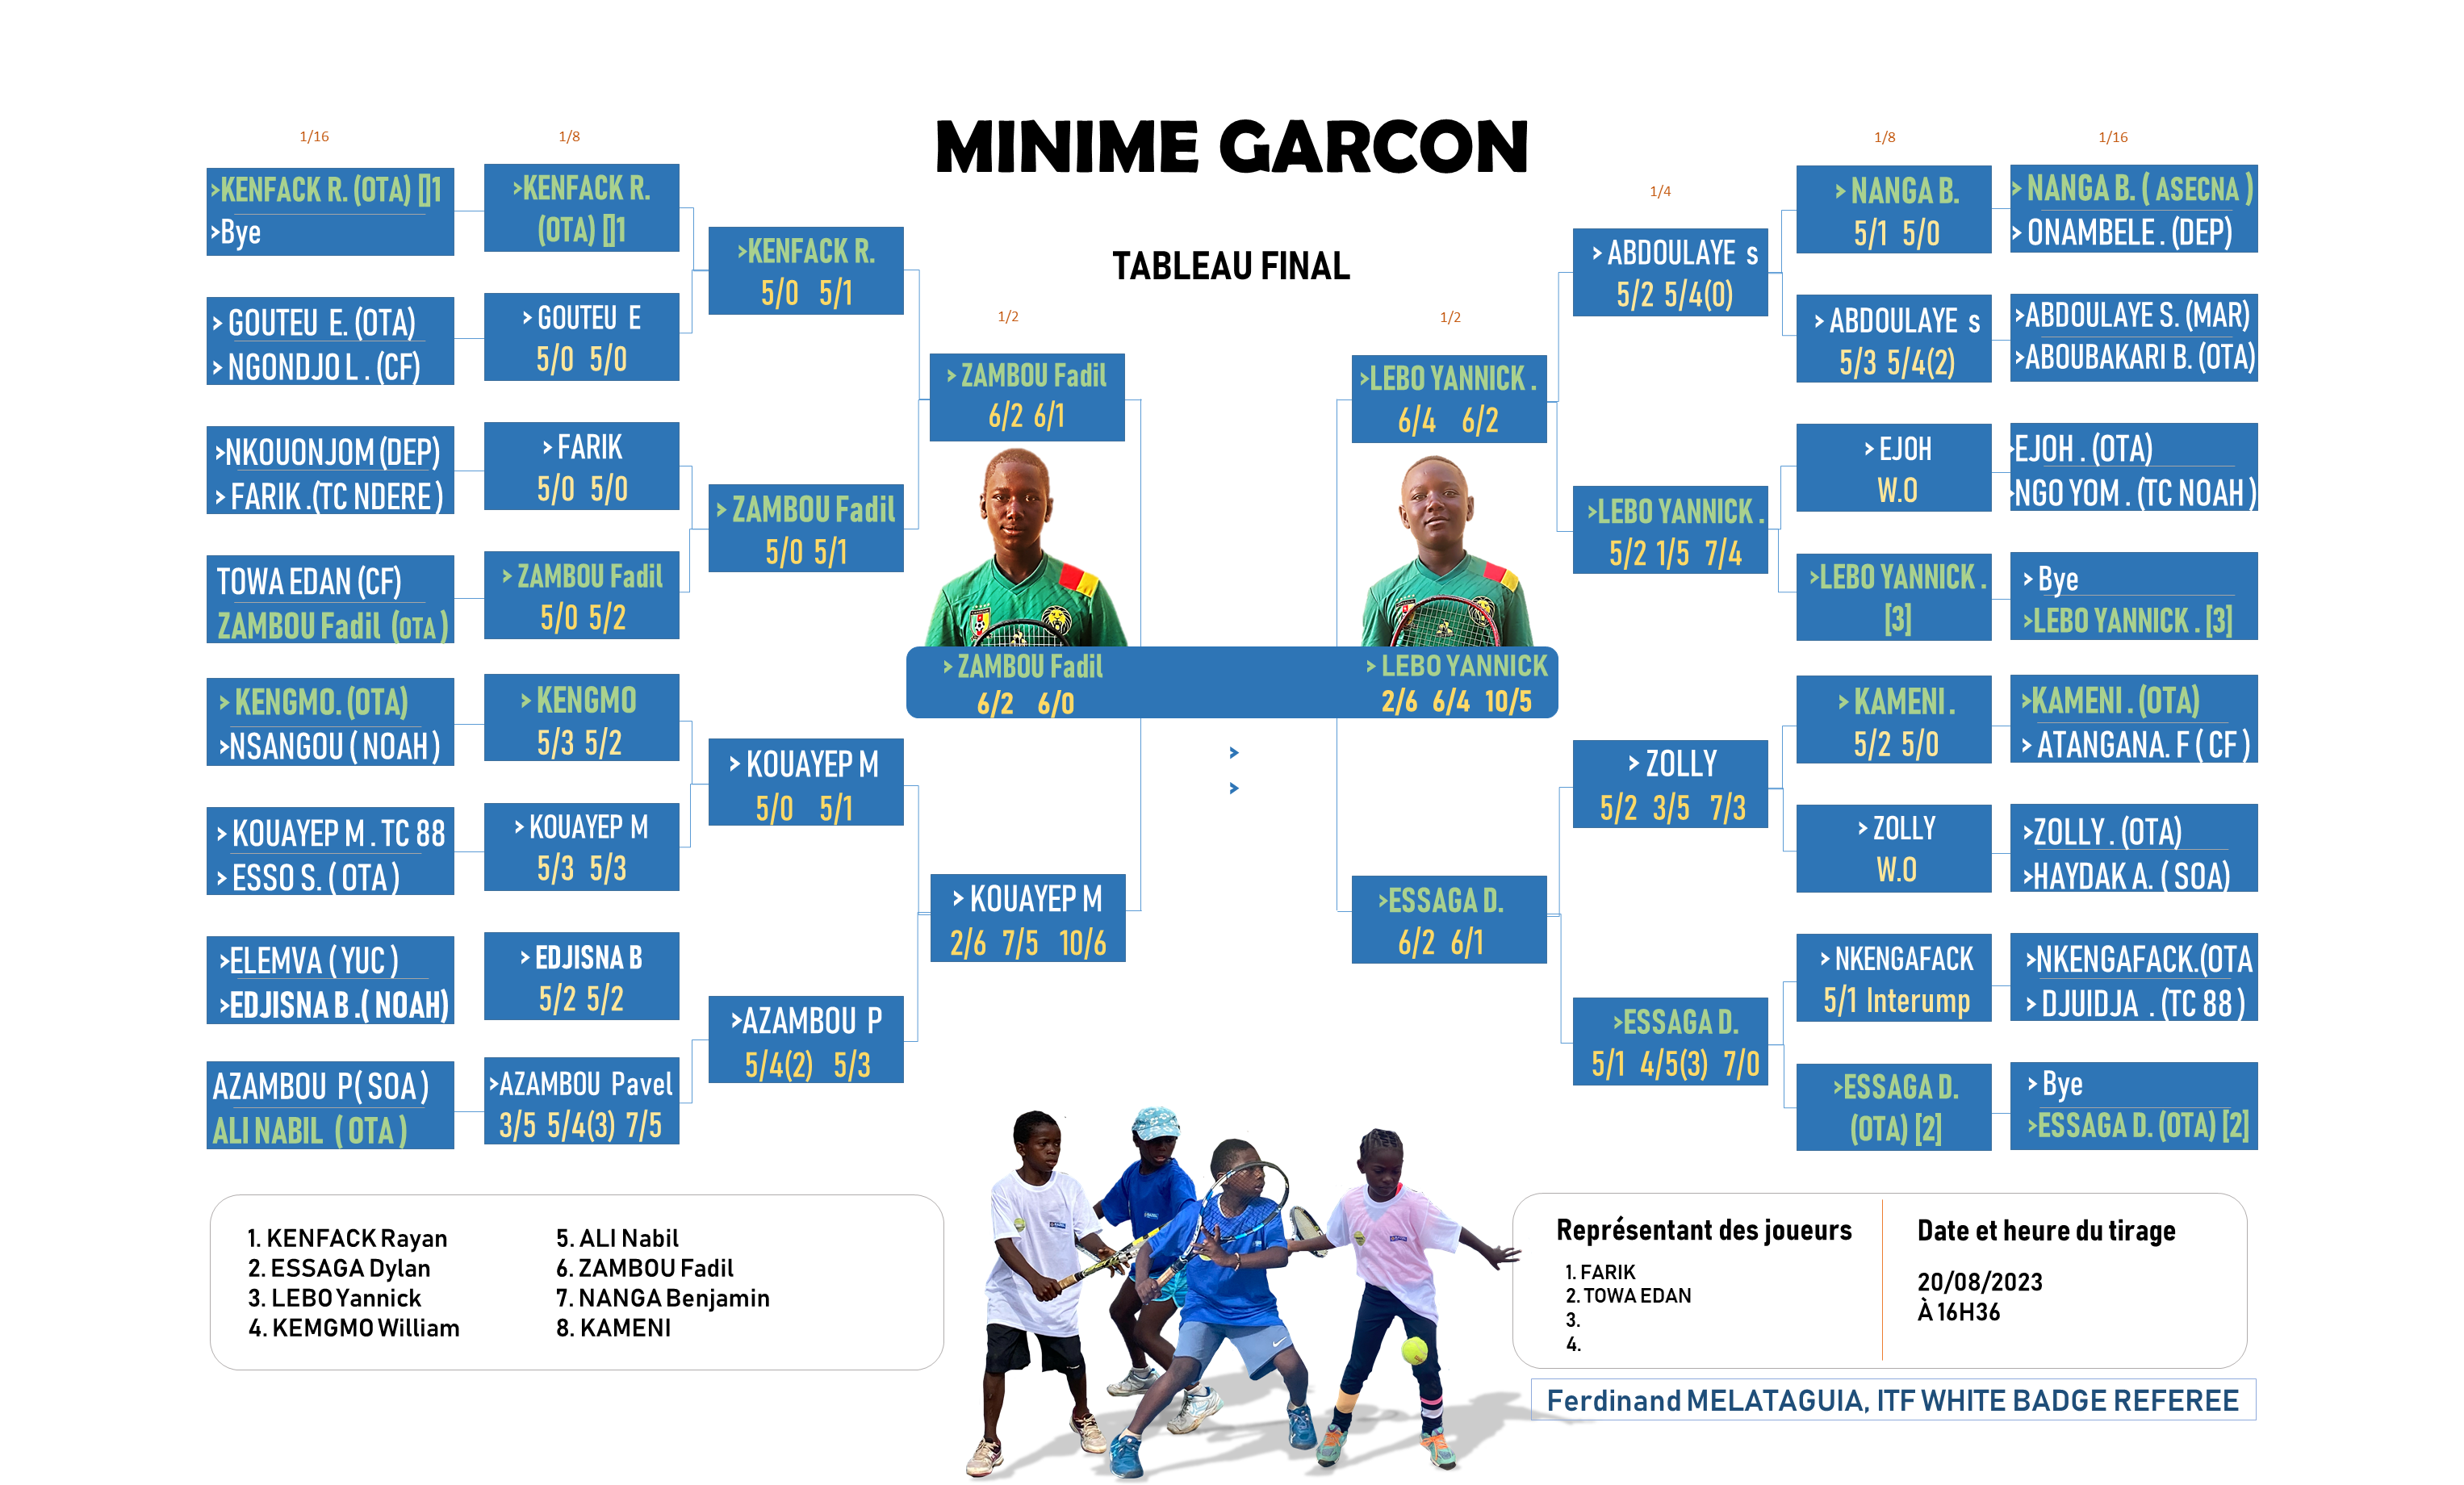 MINIME GARCON
TABLEAU FINAL
1/16
1/8
>KENFACK R. (OTA) []1
>Bye
> GOUTEU E. (OTA)
> NGONDJO L . (CF)
>NKOUONJOM (DEP)
> FARIK .(TC NDERE )
TOWA EDAN (CF)
ZAMBOU Fadil (OTA )
> KENGMO. (OTA)
>NSANGOU ( NOAH )
> KOUAYEP M . TC 88
> ESSO S. ( OTA )
>ELEMVA ( YUC )
>EDJISNA B .( NOAH)
AZAMBOU P( SOA )
ALI NABIL ( OTA )
>KENFACK R.
(OTA) []1
> GOUTEU E
5/0 5/0
> FARIK
5/0 5/0
> ZAMBOU Fadil
5/0 5/2
> KENGMO
5/3 5/2
> KOUAYEP M
5/3 5/3
> EDJISNA B
5/2 5/2
>AZAMBOU Pavel
3/5 5/4(3) 7/5
>KENFACK R.
5/0 5/1
> ZAMBOU Fadil
5/0 5/1
> KOUAYEP M
5/0 5/1
>AZAMBOU P
5/4(2) 5/3
1/2
> ZAMBOU Fadil
6/2 6/1
> KOUAYEP M
2/6 7/5 10/6
> ZAMBOU Fadil
6/2 6/0
> LEBO YANNICK
2/6 6/4 10/5
>
>
1/2
>LEBO YANNICK .
6/4 6/2
>ESSAGA D.
6/2 6/1
1/4
> ABDOULAYE s
5/2 5/4(0)
>LEBO YANNICK .
5/2 1/5 7/4
> ZOLLY
5/2 3/5 7/3
>ESSAGA D.
5/1 4/5(3) 7/0
1/8
> NANGA B.
5/1 5/0
> ABDOULAYE s
5/3 5/4(2)
> EJOH
W.O
>LEBO YANNICK .
[3]
> KAMENI .
5/2 5/0
> ZOLLY
W.O
> NKENGAFACK
5/1 Interump
>ESSAGA D.
(OTA) [2]
1/16
> NANGA B. ( ASECNA )
> ONAMBELE . (DEP)
>ABDOULAYE S. (MAR)
>ABOUBAKARI B. (OTA)
>EJOH . (OTA)
>NGO YOM . (TC NOAH )
> Bye
>LEBO YANNICK . [3]
>KAMENI . (OTA)
> ATANGANA. F ( CF )
>ZOLLY . (OTA)
>HAYDAK A. ( SOA)
>NKENGAFACK.(OTA
> DJUIDJA . (TC 88 )
> Bye
>ESSAGA D. (OTA) [2]
1. KENFACK Rayan
2. ESSAGA Dylan
3. LEBO Yannick
4. KEMGMO William
5. ALI Nabil
6. ZAMBOU Fadil
7. NANGA Benjamin
8. KAMENI
Représentant des joueurs
1. FARIK
2. TOWA EDAN
3.
4.
Date et heure du tirage
20/08/2023
À 16H36
Ferdinand MELATAGUIA, ITF WHITE BADGE REFEREE